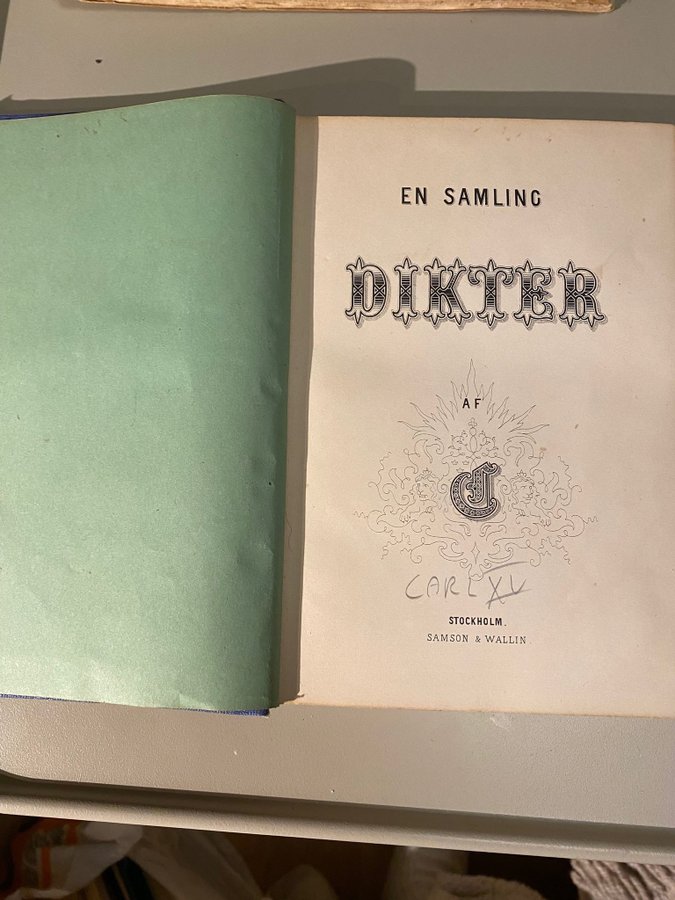 EN SAMLING
DIKTER
AF
C
CARL XV
STOCKHOLM.
SAMSON & WALLIN.